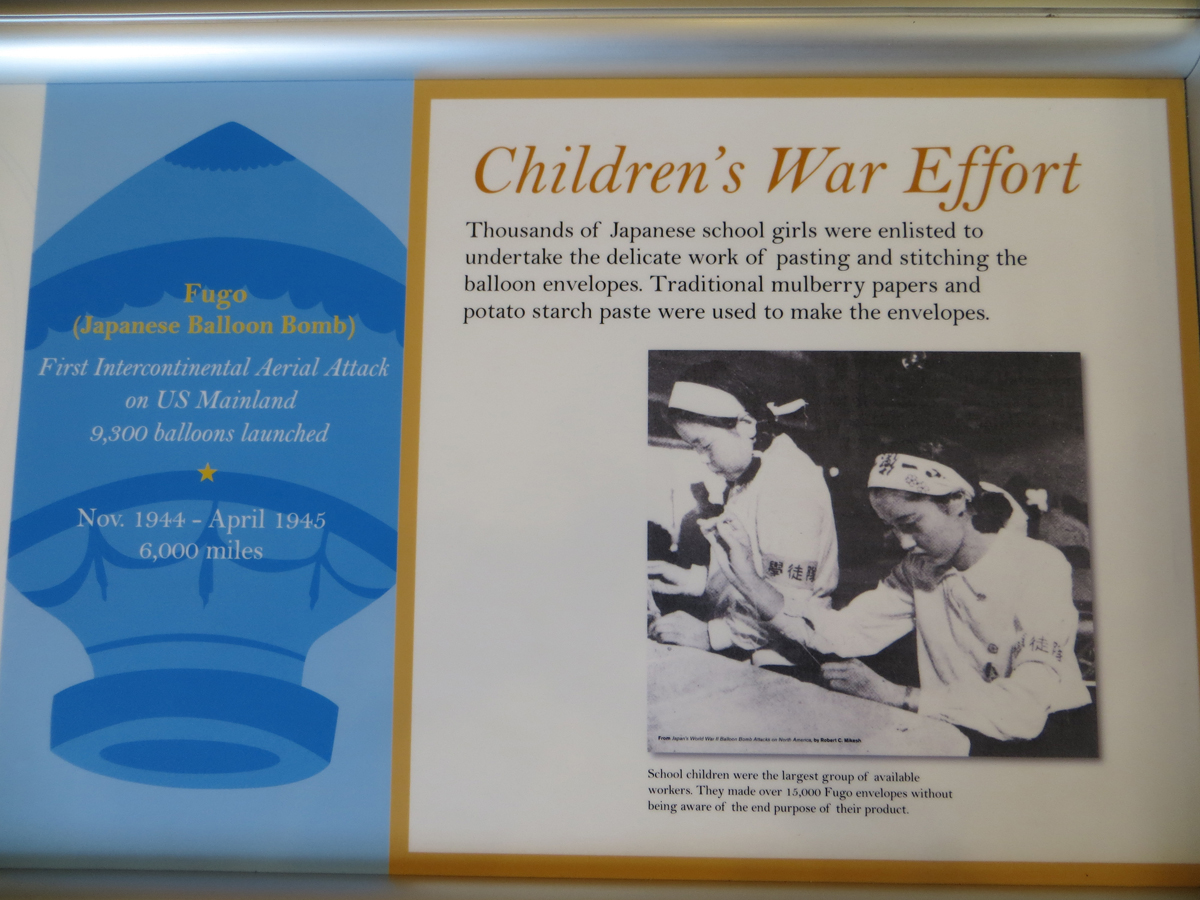 Fugo
(Japanese Balloon Bomb)
First Intercontinental Aerial Attack
on US Mainland
9,300 balloons launched
Nov. 1944 – April 1945
6,000 miles
Children's War Effort
Thousands of Japanese school girls were enlisted to
undertake the delicate work of pasting and stitching the
balloon envelopes. Traditional mulberry papers and
potato starch paste were used to make the envelopes.
學徒隊
學徒隊
From Japan's World War II Balloon Bomb Attacks on North America, by Robert C. Mikesh
School children were the largest group of available
workers. They made over 15,000 Fugo envelopes without
being aware of the end purpose of their product.